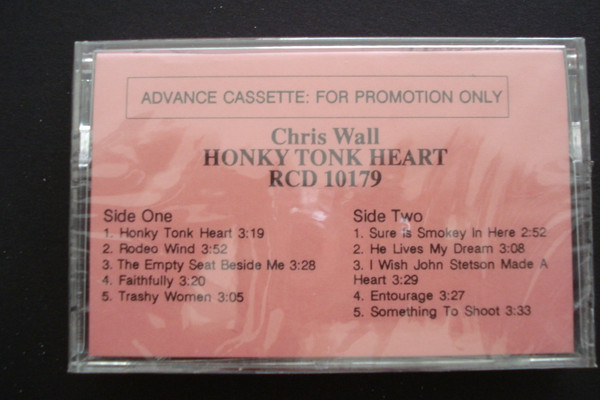 ADVANCE CASSETTE: FOR PROMOTION ONLY
Chris Wall
HONKY TONK HEART
RCD 10179
Side One
1. Honky Tonk Heart 3:19
2. Rodeo Wind 3:52
3. The Empty Seat Beside Me 3:28
4. Faithfully 3:20
5. Trashy Women 3:05
Side Two
1. Sure is Smokey In Here 2:52
2. He Lives My Dream 3:08
3. I Wish John Stetson Made A
Heart 3:29
4. Entourage 3:27
5. Something To Shoot 3:33